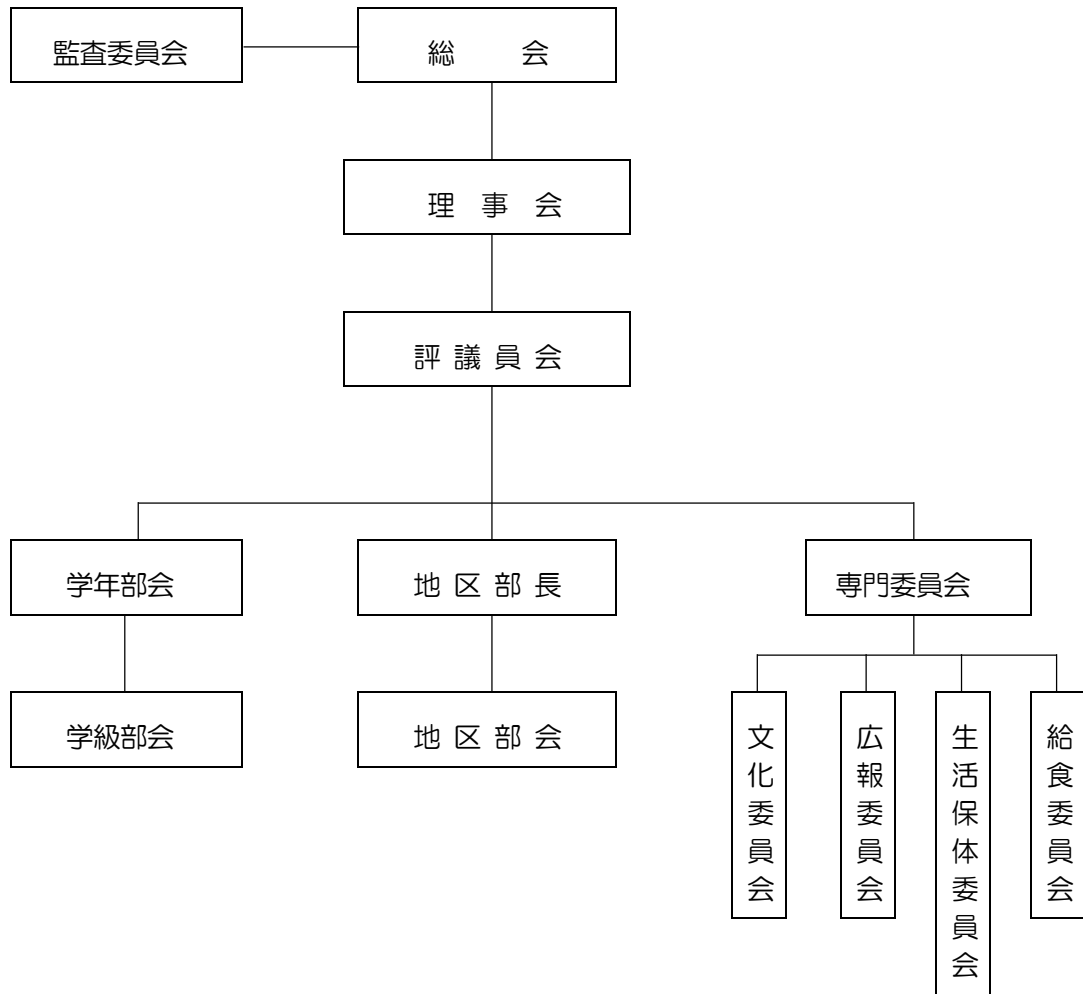 監査委員会
総会
理事会
評議員会
学年部会
地区部長
専門委員会
学級部会
地区部会
文化委員会
広報委員会
生活保体委員会
給食委員会